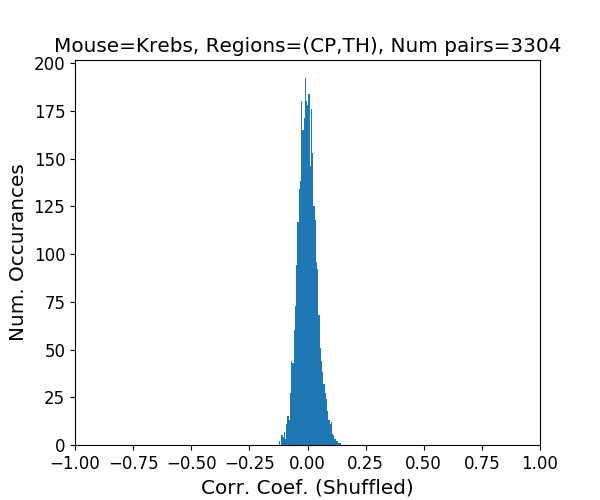 Mouse=Krebs, Regions=(CP,TH), Num pairs=3304
200
175
150
125
100
75
50
25
0
Num. Occurances
−1.00 −0.75 −0.50 −0.25 0.00 0.25 0.50 0.75 1.00
Corr. Coef. (Shuffled)